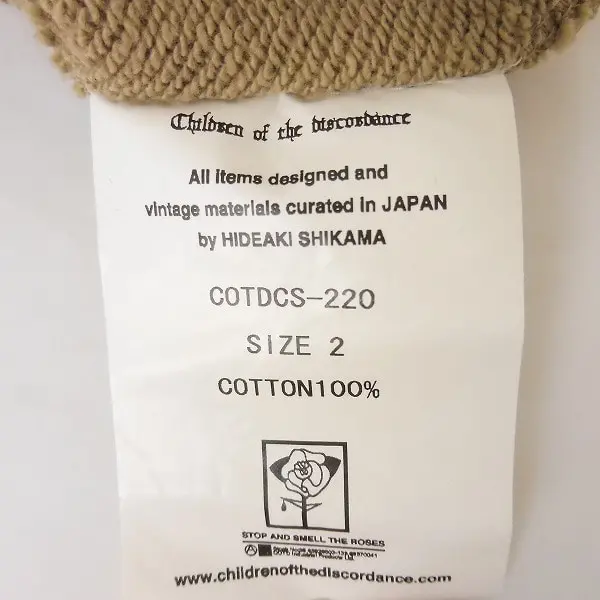 Children of the discordance
All items designed and
vintage materials curated in JAPAN
by HIDEAKI SHIKAMA
COTDCS-220
SIZE 2
COTTON100%
STOP AND SMELL THE ROSES
www.childrenofthediscordance.com